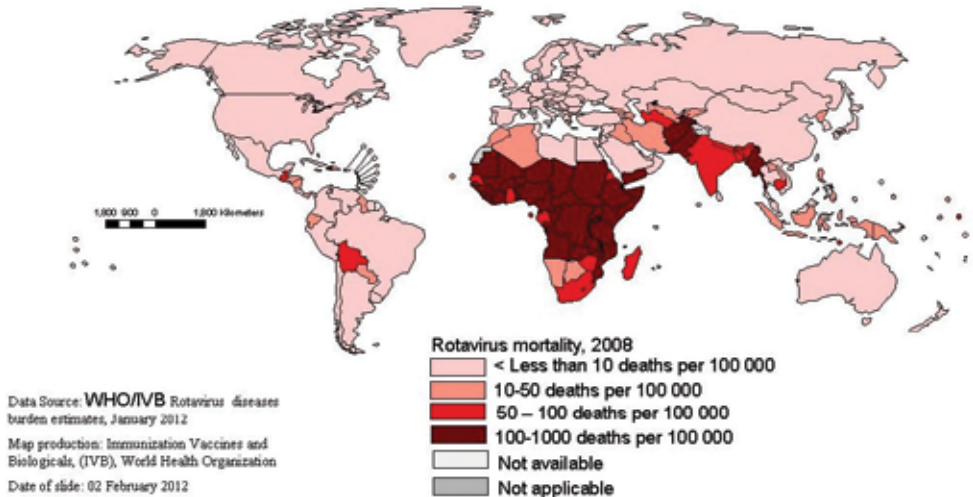 1,800 900 0 1,800 Kilometers
Rotavirus mortality, 2008
< Less than 10 deaths per 100 000
10-50 deaths per 100 000
50 – 100 deaths per 100 000
100-1000 deaths per 100 000
Not available
Not applicable
Data Source: WHO/IVB Rotavirus diseases
burden estimates, January 2012
Map production: Immunization Vaccines and
Biologicals, (IVB), World Health Organization
Date of slide: 02 February 2012